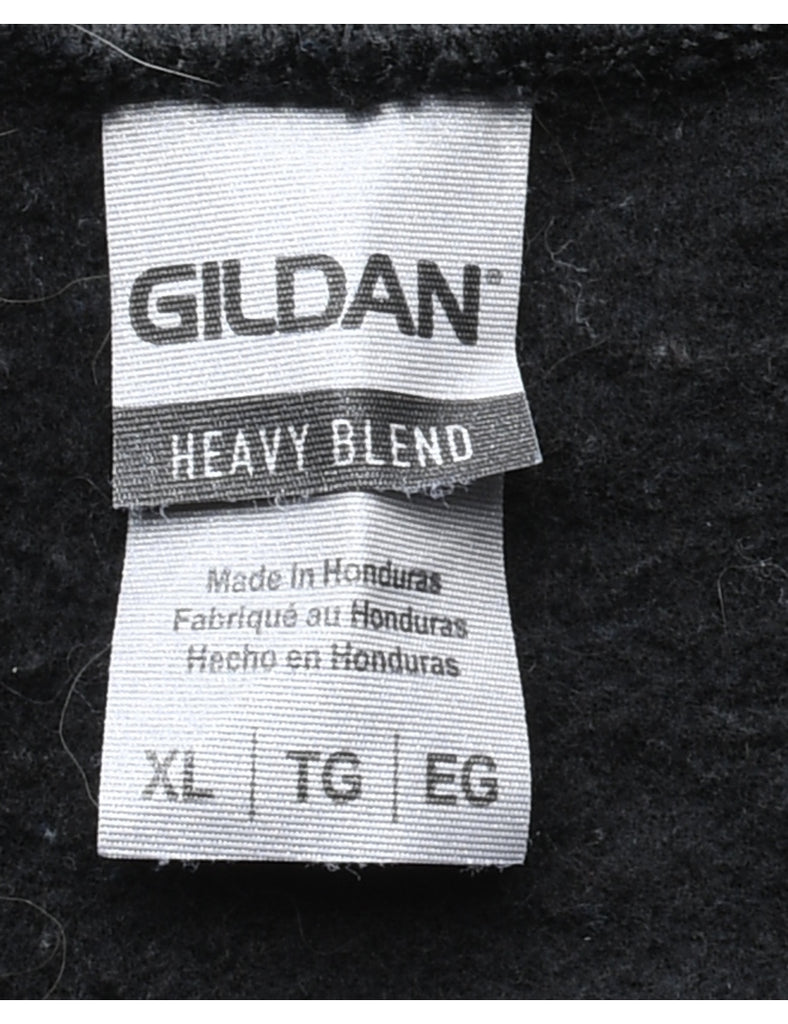 GILDAN®
HEAVY BLEND
Made in Honduras
Fabriqué au Honduras
Hecho en Honduras
XL | TG | EG